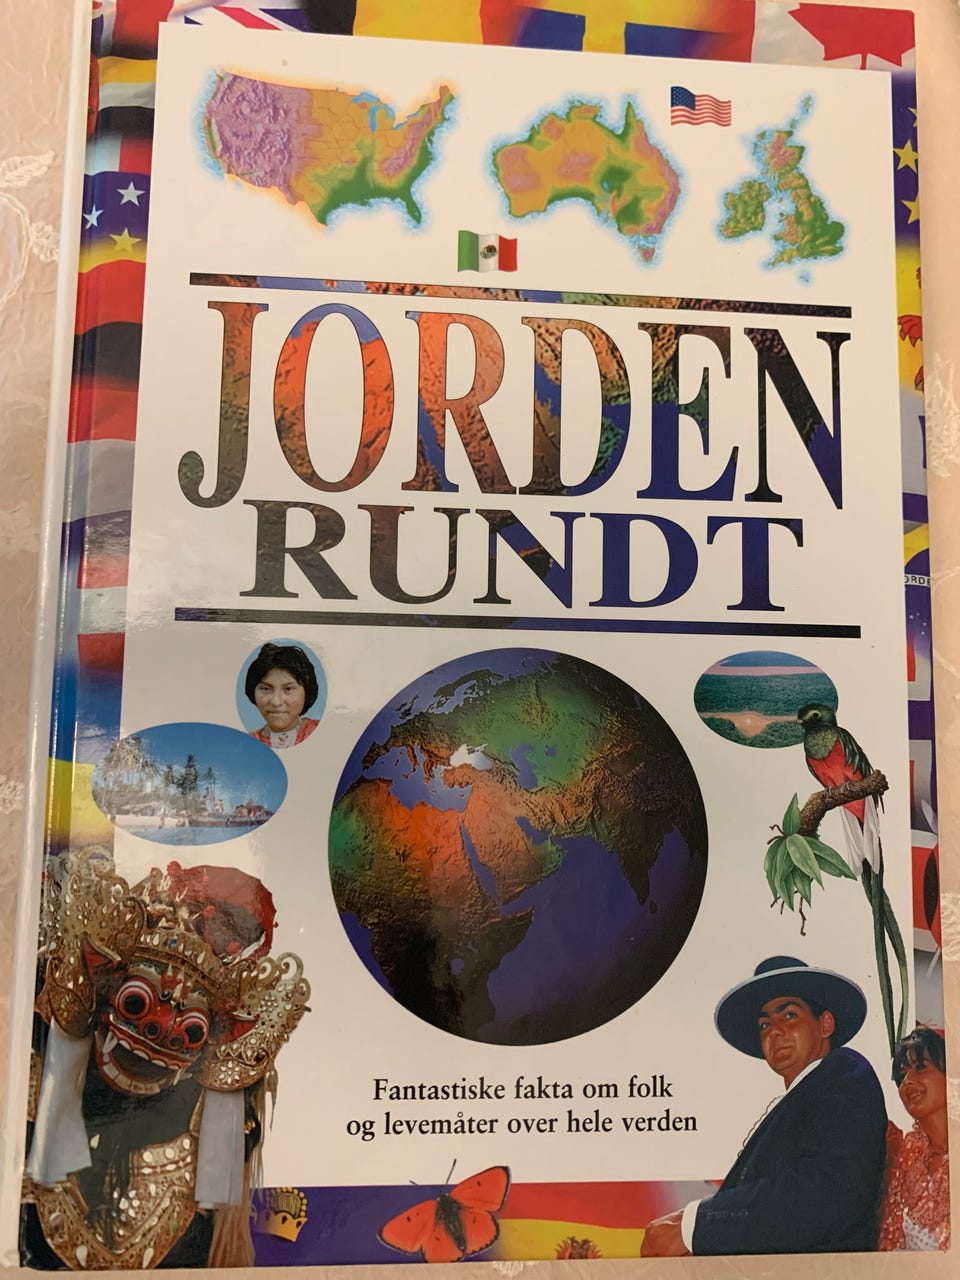 JORDEN
RUNDT
Fantastiske fakta om folk
og levemåter over hele verden